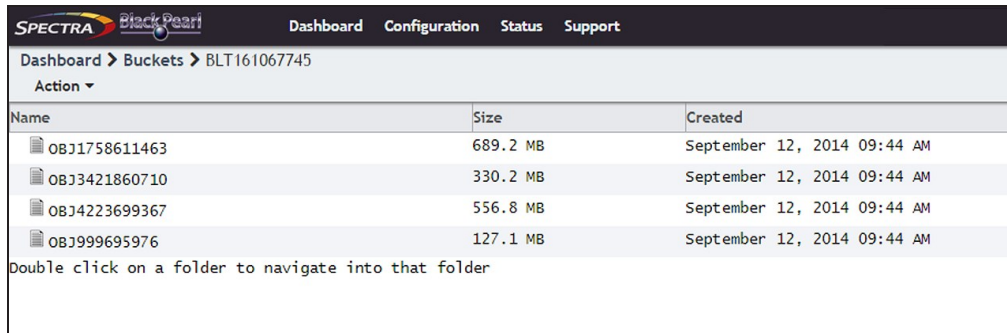 SPECTRA BlackPearl Dashboard Configuration Status Support
Dashboard > Buckets > BLT161067745
Action
Name Size Created
OBJ1758611463 689.2 MB September 12, 2014 09:44 AM
OBJ3421860710 330.2 MB September 12, 2014 09:44 AM
OBJ4223699367 556.8 MB September 12, 2014 09:44 AM
OBJ999695976 127.1 MB September 12, 2014 09:44 AM
Double click on a folder to navigate into that folder